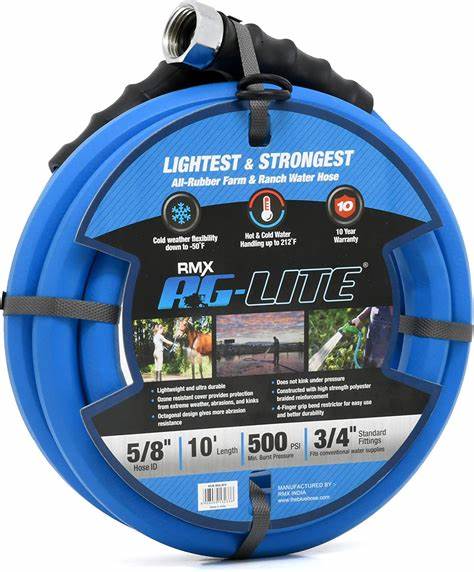 LIGHTEST & STRONGEST
All-Rubber Farm & Ranch Water Hose
Cold weather flexibility
down to -50°F
Hot & Cold Water
Handling up to 212°F
10
10 Year
Warranty
RMX
AG-LITE®
Lightweight and ultra durable
Ozone resistant cover provides protection
from extreme weather, abrasions, and kinks
Octagonal design gives more abrasion
resistance
Does not kink under pressure
Constructed with high strength polyester
braided reinforcement
4-Finger grip bend restrictor for easy use
and better durability
5/8" Hose ID
10' Length
500 PSI
Min. Burst Pressure
3/4" Standard Fittings
Fits conventional water supplies
MANUFACTURED BY:
RMX INDIA
www.thebluehose.com